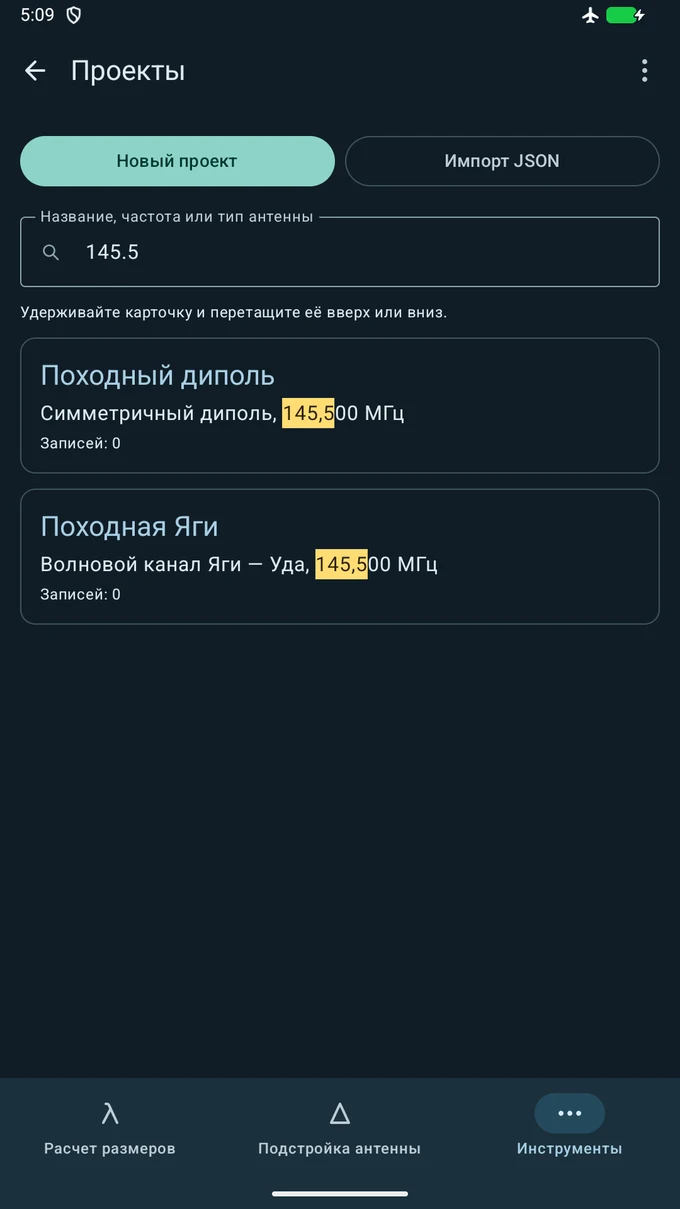 5:09
Проекты
Новый проект
Импорт JSON
Название, частота или тип антенны
145.5
Удерживайте карточку и перетащите её вверх или вниз.
Походный диполь
Симметричный диполь, 145,500 МГц
Записей: 0
Походная Яги
Волновой канал Яги — Уда, 145,500 МГц
Записей: 0
λ
Δ
Расчет размеров
Подстройка антенны
Инструменты